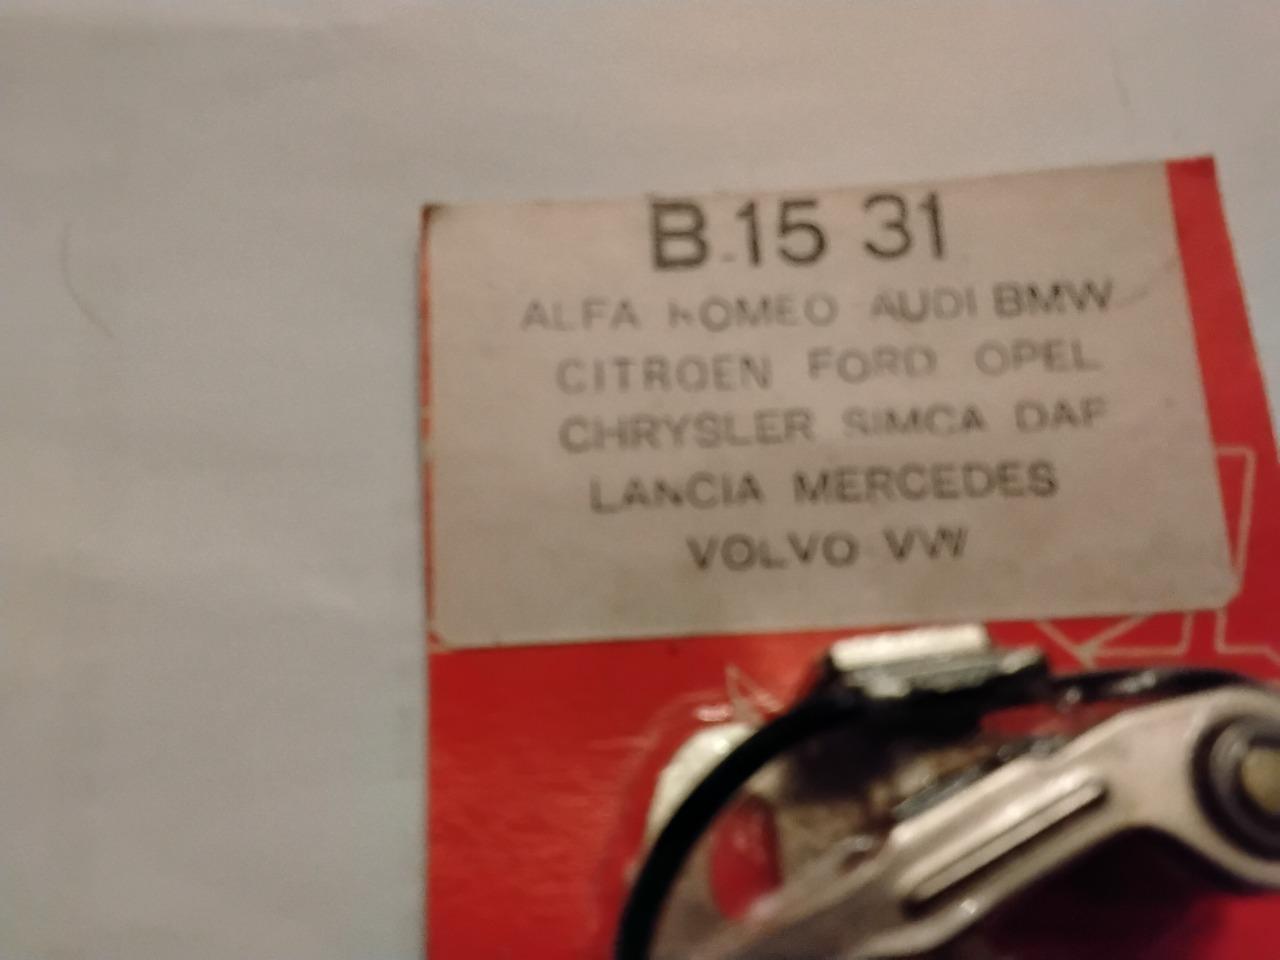 B.15 31
ALFA ROMEO AUDI BMW
CITROEN FORD OPEL
CHRYSLER SIMCA DAF
LANCIA MERCEDES
VOLVO VW